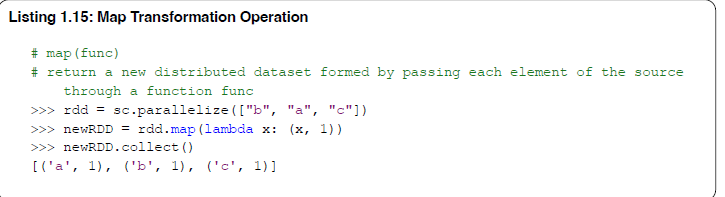 Listing 1.15: Map Transformation Operation
# map(func)
# return a new distributed dataset formed by passing each element of the source
through a function func
>>> rdd = sc.parallelize(["b", "a", "c"])
>>> newRDD = rdd.map(lambda x: (x, 1))
>>> newRDD.collect()
[('a', 1), ('b', 1), ('c', 1)]